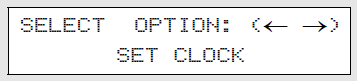 SELECT OPTION: (← →)
SET CLOCK